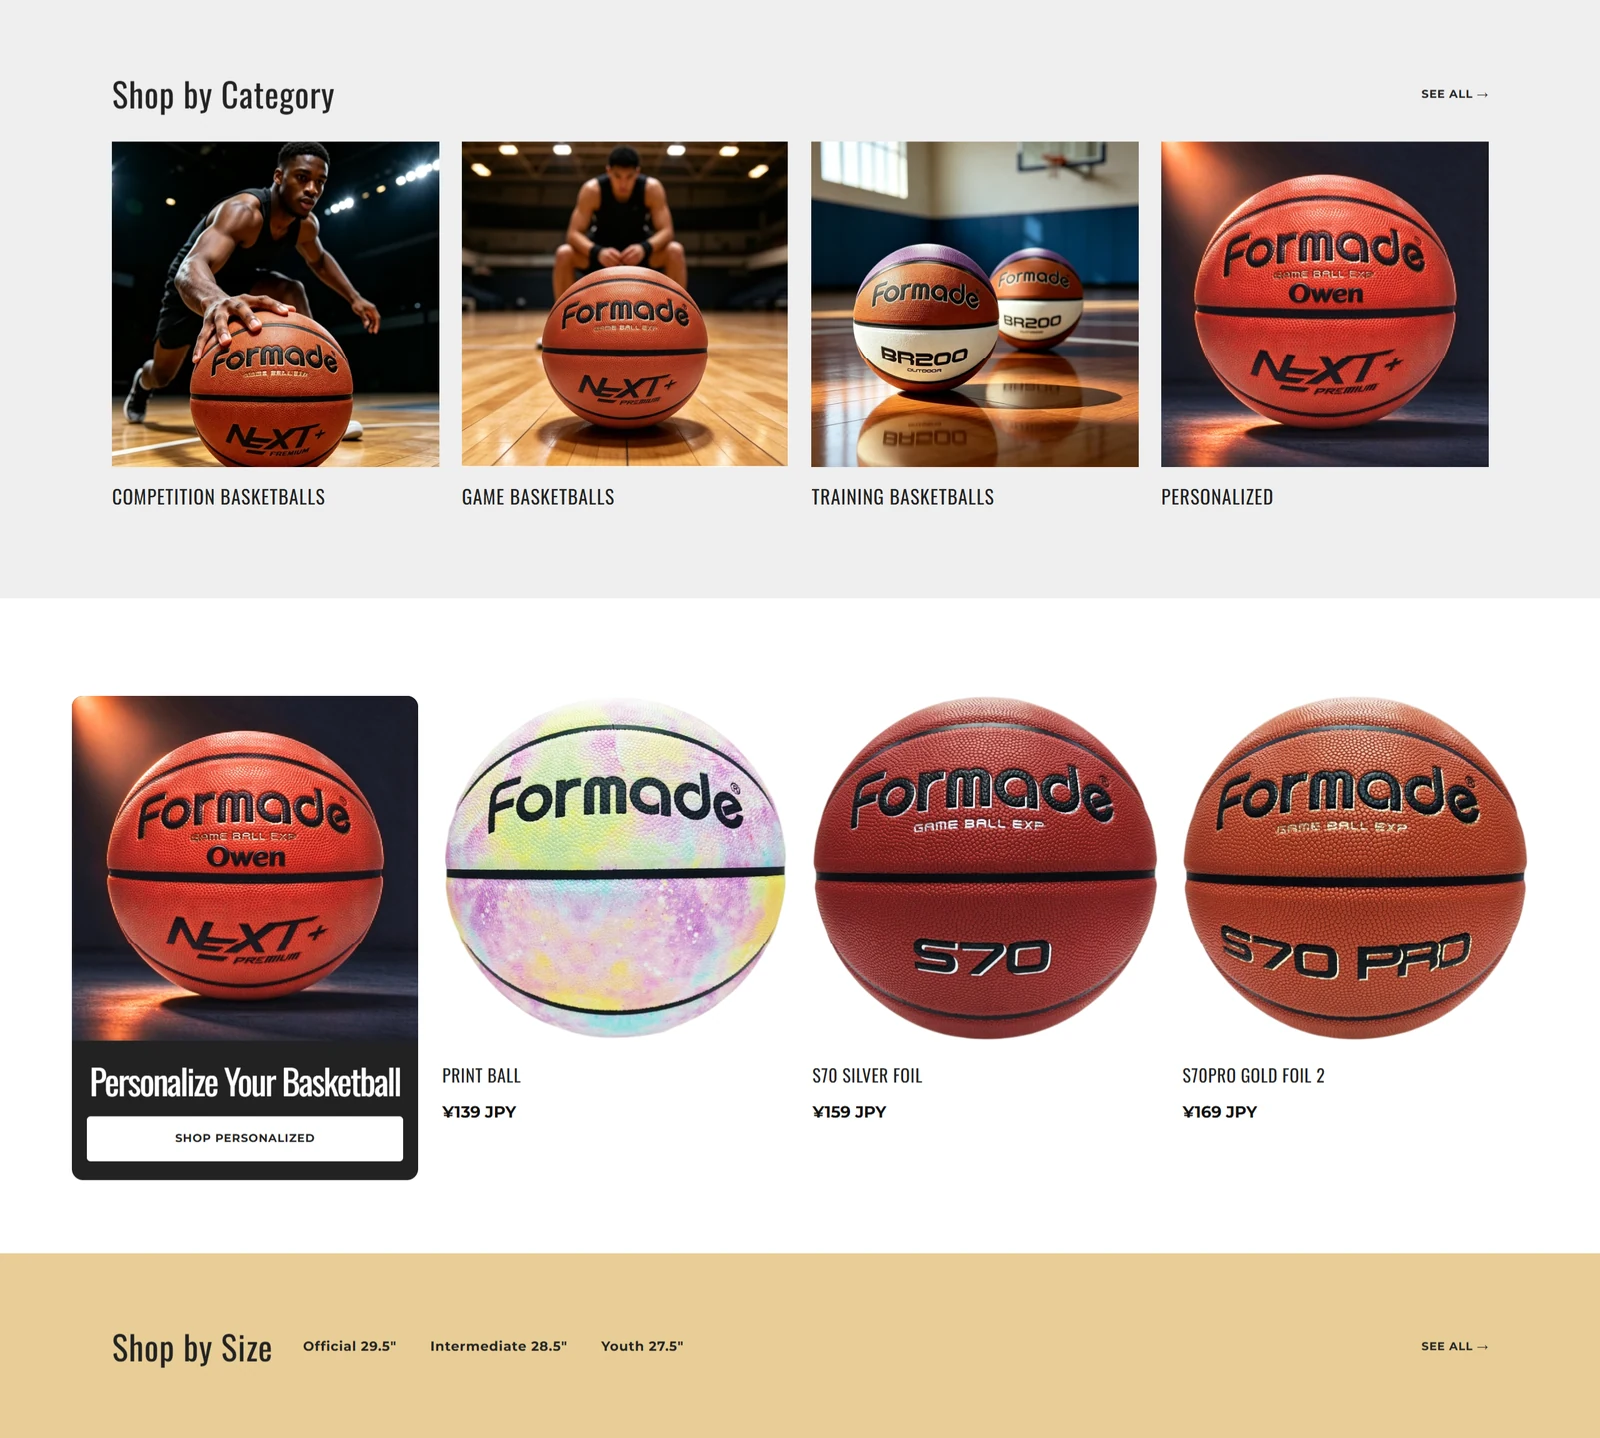 Shop by Category
SEE ALL →
Formade
GAME BALL EXP
NEXT+
PREMIUM
Formade
GAME BALL EXP
NEXT+
PREMIUM
Formade
BR200
OUTDOOR
Formade
BR200
Formade®
GAME BALL EXP
Owen
NEXT+
PREMIUM
COMPETITION BASKETBALLS
GAME BASKETBALLS
TRAINING BASKETBALLS
PERSONALIZED
Formade
GAME BALL EXP
Owen
NEXT+
PREMIUM
Personalize Your Basketball
SHOP PERSONALIZED
Formade®
PRINT BALL
¥139 JPY
Formade®
GAME BALL EXP
S70
S70 SILVER FOIL
¥159 JPY
Formade®
GAME BALL EXP
S70 PRO
S70PRO GOLD FOIL 2
¥169 JPY
Shop by Size
Official 29.5"
Intermediate 28.5"
Youth 27.5"
SEE ALL →